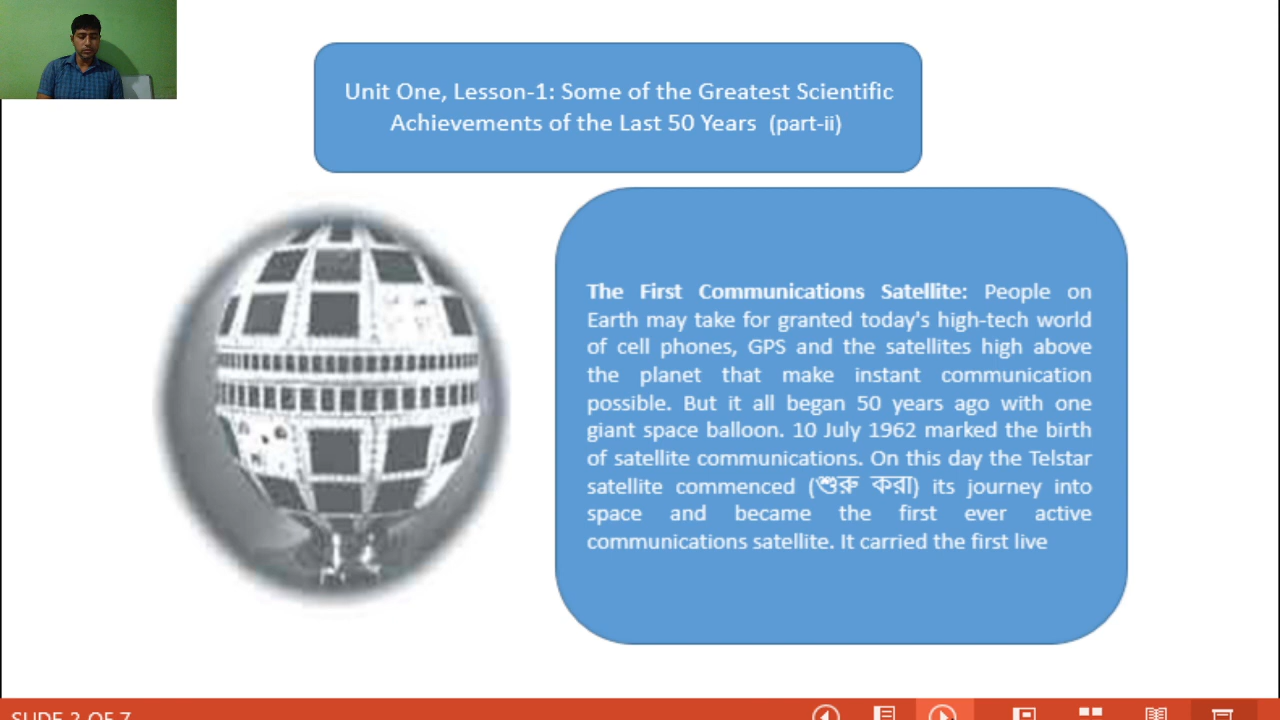 Unit One, Lesson-1: Some of the Greatest Scientific
Achievements of the Last 50 Years (part-ii)
The First Communications Satellite: People on
Earth may take for granted today's high-tech world
of cell phones, GPS and the satellites high above
the planet that make instant communication
possible. But it all began 50 years ago with one
giant space balloon. 10 July 1962 marked the birth
of satellite communications. On this day the Telstar
satellite commenced (শুরু করা) its journey into
space and became the first ever active
communications satellite. It carried the first live
SLIDE 2 OF 7